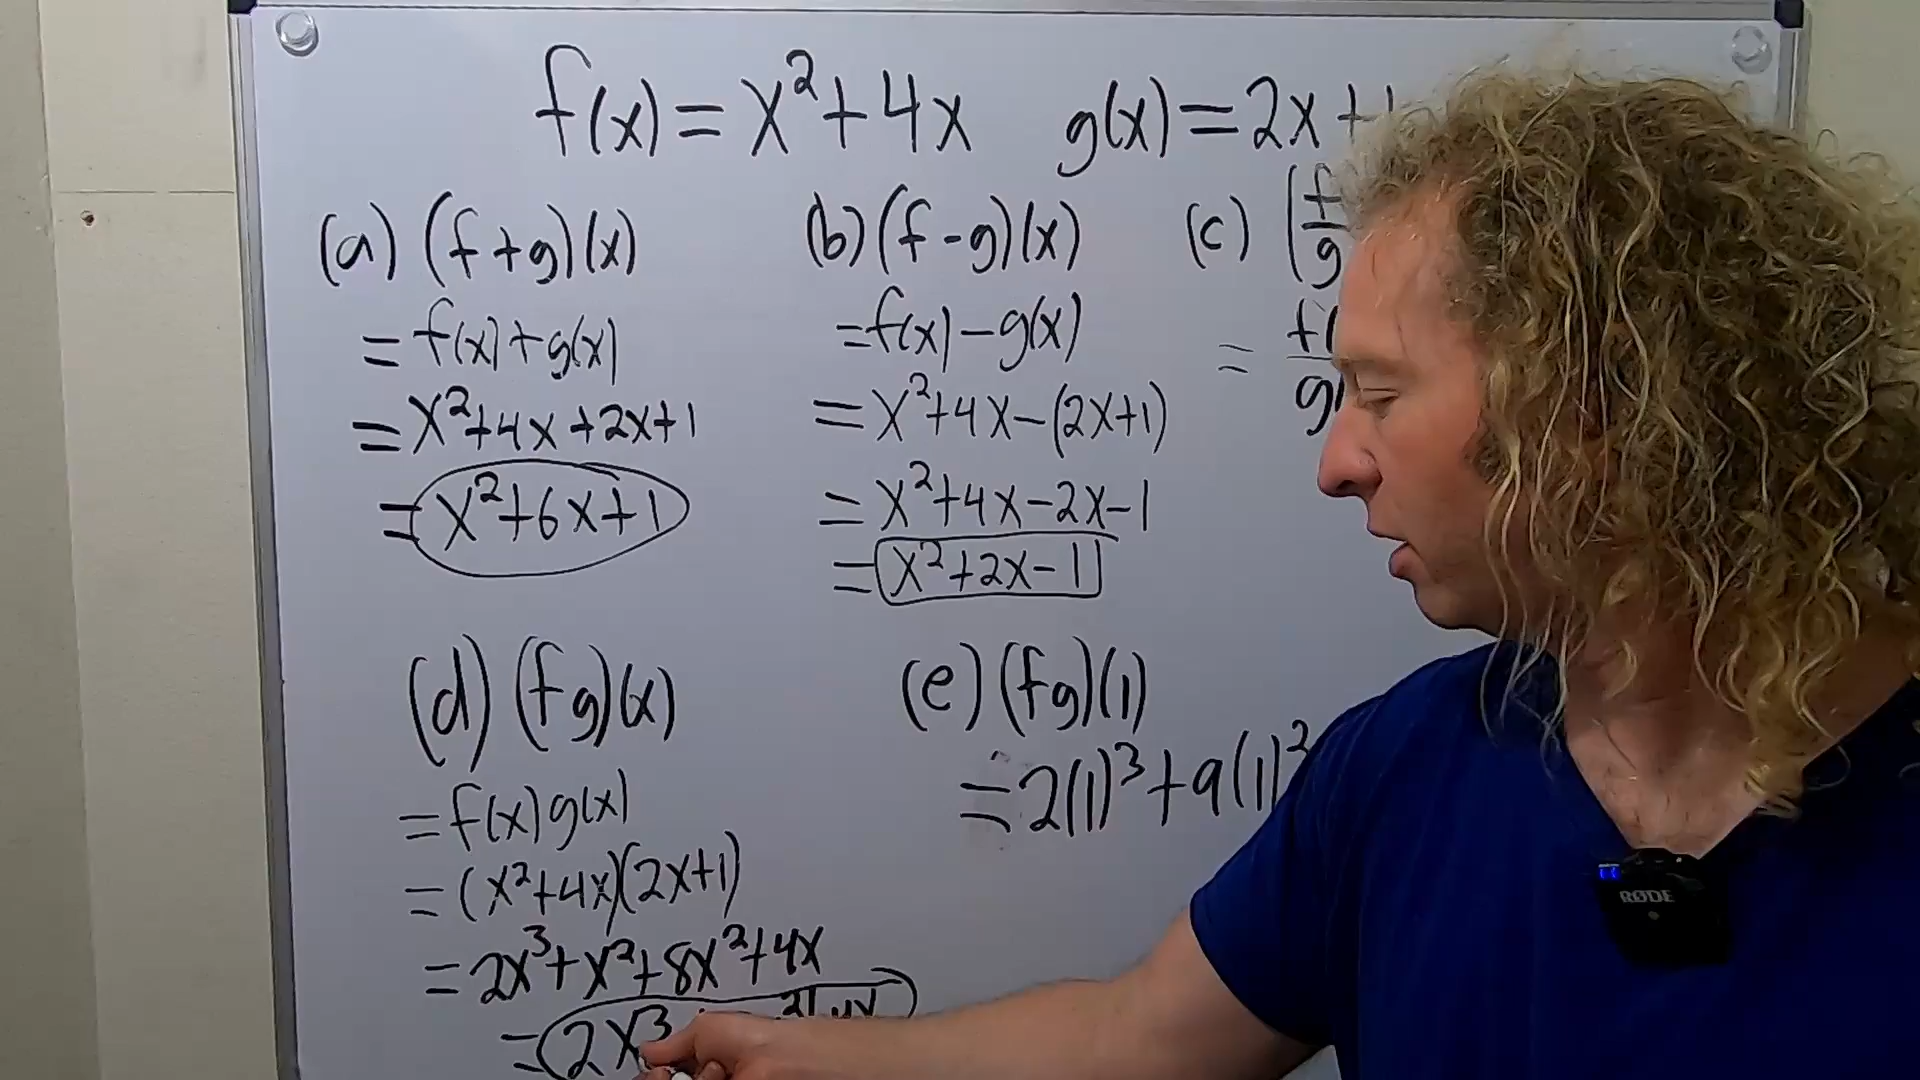 f(x) = x² + 4x g(x) = 2x +
(a) (f + g)(x)
= f(x) + g(x)
= x² + 4x + 2x + 1
= x² + 6x + 1
(b) (f - g)(x)
= f(x) - g(x)
= x² + 4x - (2x + 1)
= x² + 4x - 2x - 1
= x² + 2x - 1
(c) (f/g
= f(/g(
(d) (fg)(x)
= f(x)g(x)
= (x² + 4x)(2x + 1)
= 2x³ + x² + 8x² + 4x
= 2x³
(e) (fg)(1)
= 2(1)³ + 9(1)²
RØDE